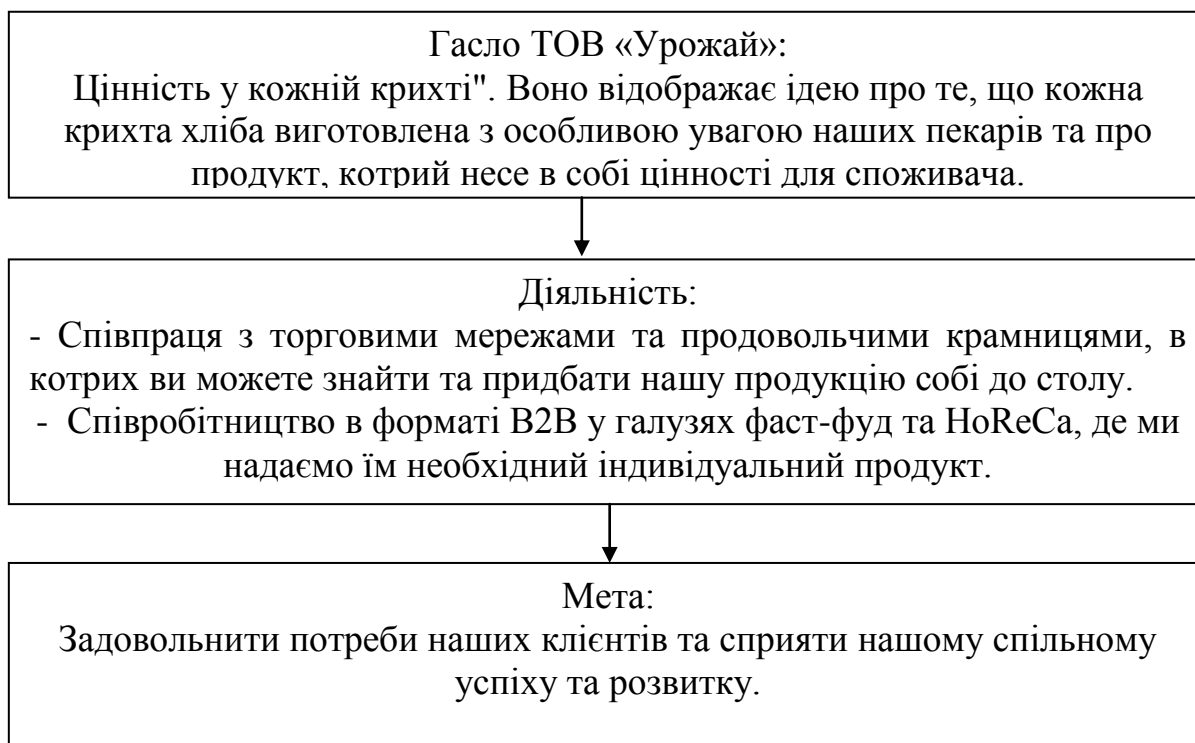 Гасло ТОВ «Урожай»:
Цінність у кожній крихті". Воно відображає ідею про те, що кожна
крихта хліба виготовлена з особливою увагою наших пекарів та про
продукт, котрий несе в собі цінності для споживача.
Діяльність:
- Співпраця з торговими мережами та продовольчими крамницями, в
котрих ви можете знайти та придбати нашу продукцію собі до столу.
- Співробітництво в форматі B2B у галузях фаст-фуд та HoReCa, де ми
надаємо їм необхідний індивідуальний продукт.
Мета:
Задовольнити потреби наших клієнтів та сприяти нашому спільному
успіху та розвитку.